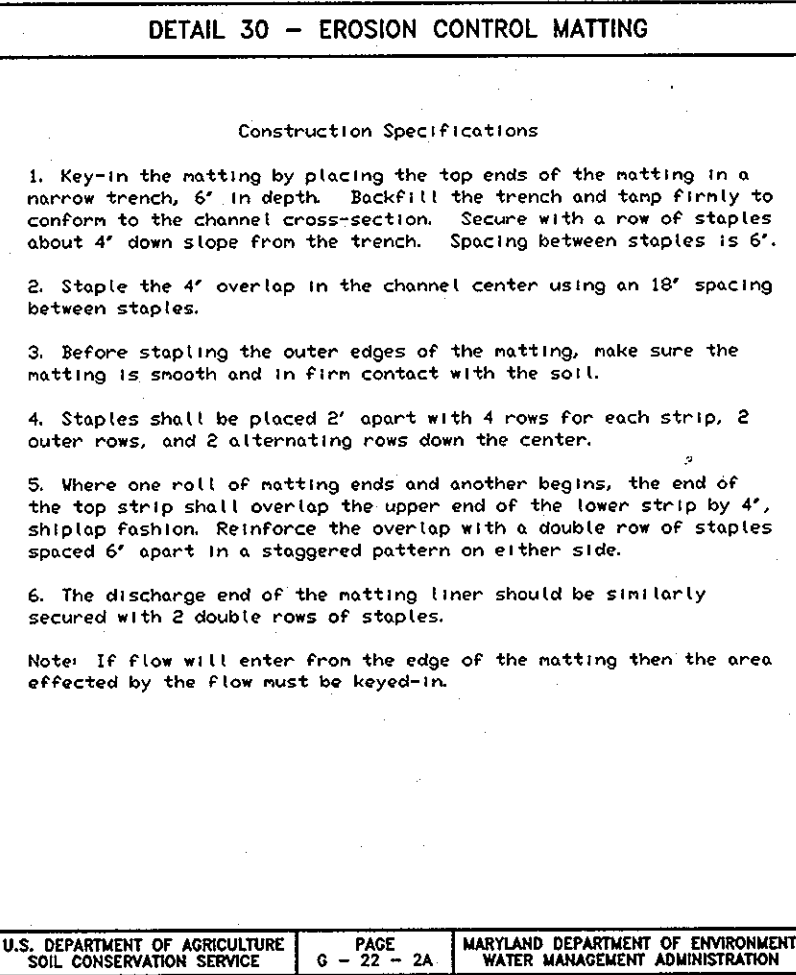 DETAIL 30 - EROSION CONTROL MATTING
Construction Specifications
1. Key-in the matting by placing the top ends of the matting in a
narrow trench, 6" in depth. Backfill the trench and tamp firmly to
conform to the channel cross-section. Secure with a row of staples
about 4" down slope from the trench. Spacing between staples is 6".
2. Staple the 4" overlap in the channel center using an 18" spacing
between staples.
3. Before stapling the outer edges of the matting, make sure the
matting is smooth and in firm contact with the soil.
4. Staples shall be placed 2' apart with 4 rows for each strip, 2
outer rows, and 2 alternating rows down the center.
5. Where one roll of matting ends and another begins, the end of
the top strip shall overlap the upper end of the lower strip by 4",
shiplap fashion. Reinforce the overlap with a double row of staples
spaced 6" apart in a staggered pattern on either side.
6. The discharge end of the matting liner should be similarly
secured with 2 double rows of staples.
Note: If flow will enter from the edge of the matting then the area
effected by the flow must be keyed-in.
U.S. DEPARTMENT OF AGRICULTURE
SOIL CONSERVATION SERVICE
PAGE
G - 22 - 2A
MARYLAND DEPARTMENT OF ENVIRONMENT
WATER MANAGEMENT ADMINISTRATION